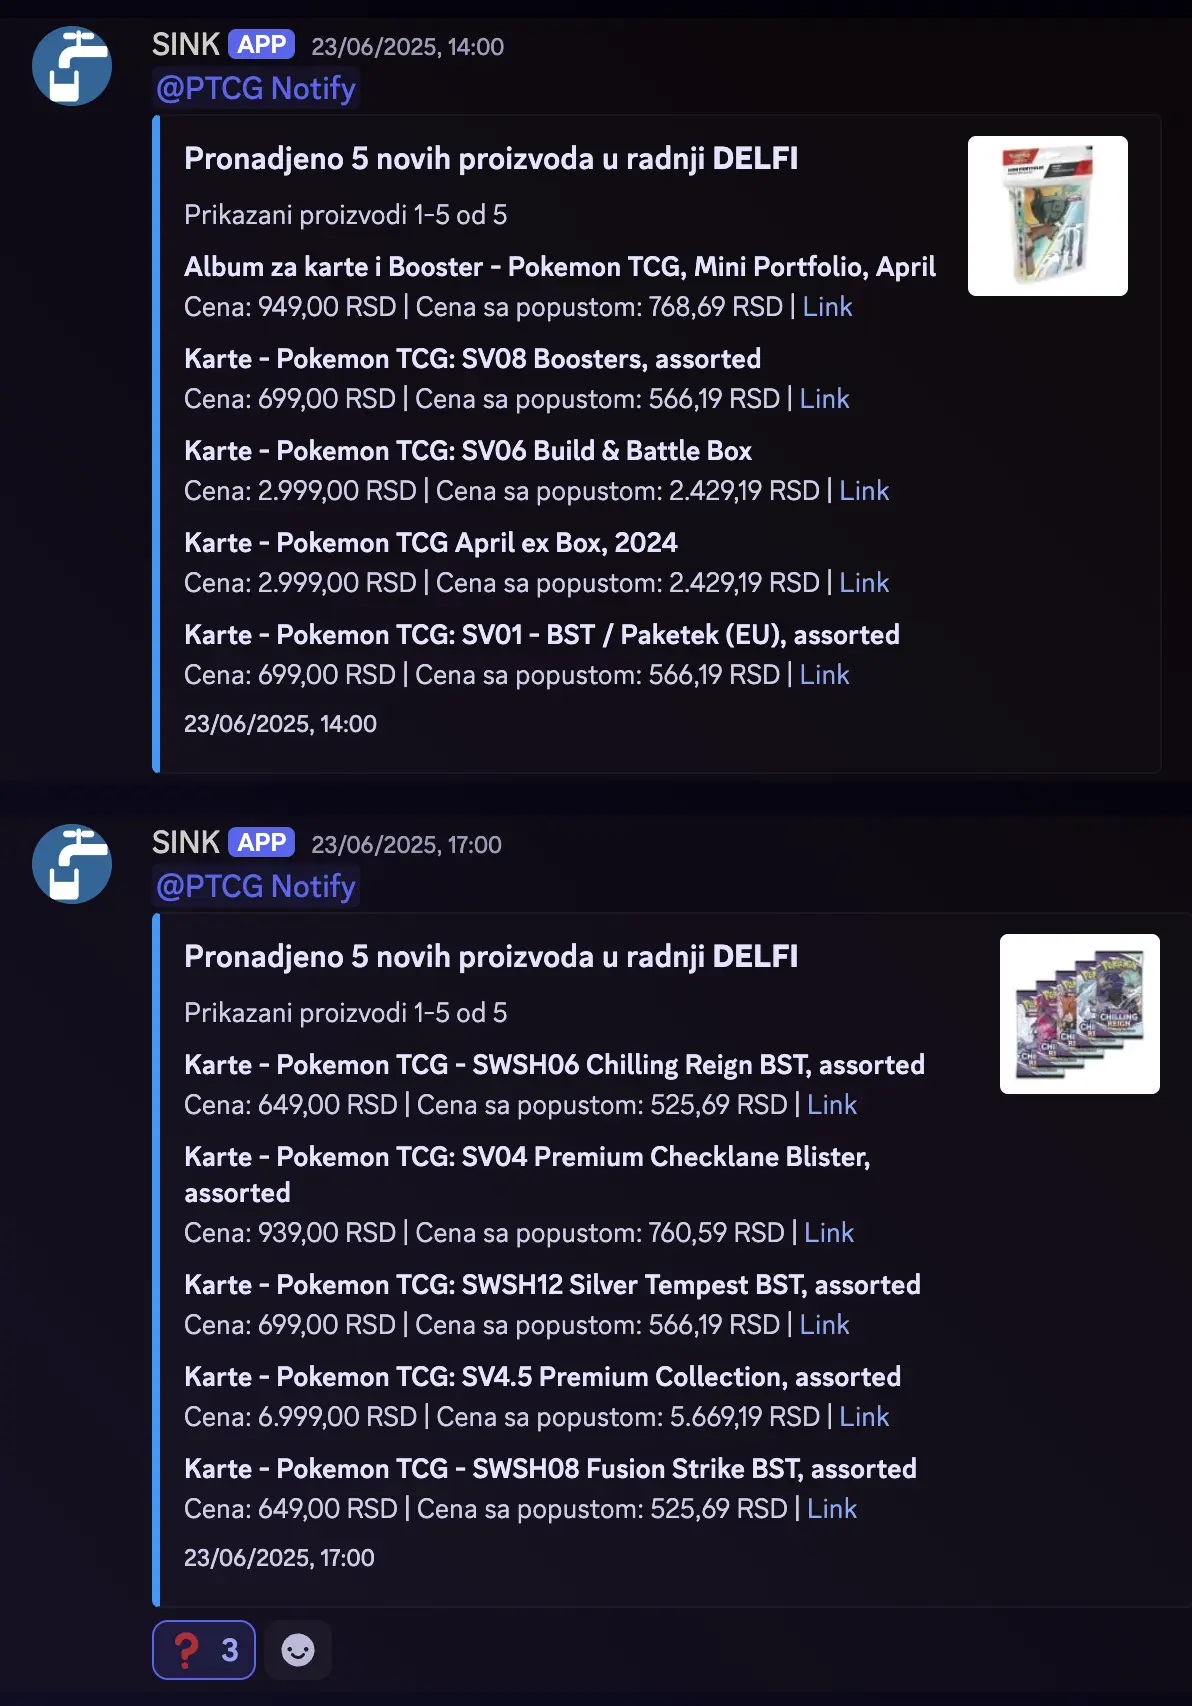 SINK APP 23/06/2025, 14:00
@PTCG Notify
Pronadjeno 5 novih proizvoda u radnji DELFI
Prikazani proizvodi 1-5 od 5
Album za karte i Booster - Pokemon TCG, Mini Portfolio, April
Cena: 949,00 RSD | Cena sa popustom: 768,69 RSD | Link
Karte - Pokemon TCG: SV08 Boosters, assorted
Cena: 699,00 RSD | Cena sa popustom: 566,19 RSD | Link
Karte - Pokemon TCG: SV06 Build & Battle Box
Cena: 2.999,00 RSD | Cena sa popustom: 2.429,19 RSD | Link
Karte - Pokemon TCG April ex Box, 2024
Cena: 2.999,00 RSD | Cena sa popustom: 2.429,19 RSD | Link
Karte - Pokemon TCG: SV01 - BST / Paketek (EU), assorted
Cena: 699,00 RSD | Cena sa popustom: 566,19 RSD | Link
23/06/2025, 14:00
SINK APP 23/06/2025, 17:00
@PTCG Notify
Pronadjeno 5 novih proizvoda u radnji DELFI
Prikazani proizvodi 1-5 od 5
CHILLING
REIGN
Karte - Pokemon TCG - SWSH06 Chilling Reign BST, assorted
Cena: 649,00 RSD | Cena sa popustom: 525,69 RSD | Link
Karte - Pokemon TCG: SV04 Premium Checklane Blister,
assorted
Cena: 939,00 RSD | Cena sa popustom: 760,59 RSD | Link
Karte - Pokemon TCG: SWSH12 Silver Tempest BST, assorted
Cena: 699,00 RSD | Cena sa popustom: 566,19 RSD | Link
Karte - Pokemon TCG: SV4.5 Premium Collection, assorted
Cena: 6.999,00 RSD | Cena sa popustom: 5.669,19 RSD | Link
Karte - Pokemon TCG - SWSH08 Fusion Strike BST, assorted
Cena: 649,00 RSD | Cena sa popustom: 525,69 RSD | Link
23/06/2025, 17:00
❓ 3